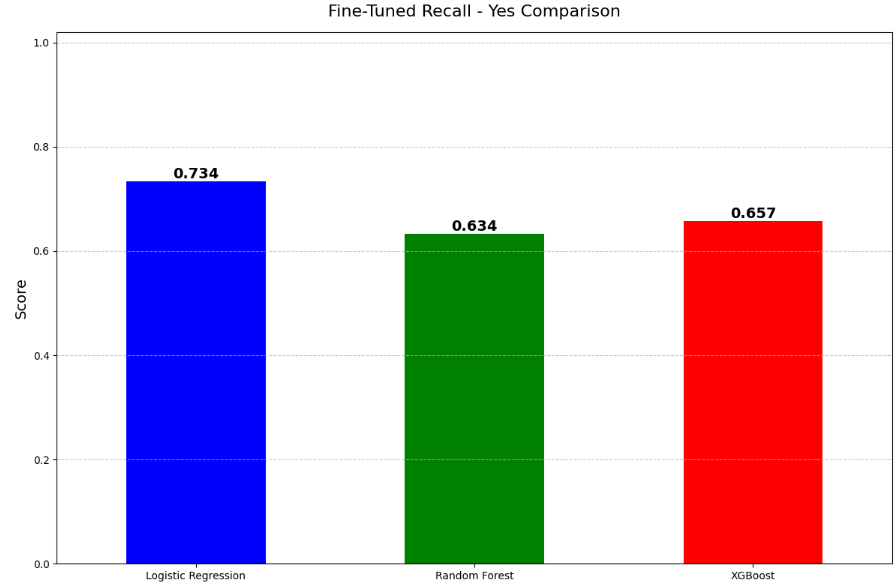 Fine-Tuned Recall - Yes Comparison
1.0
0.8
0.6
0.4
0.2
0.0
Score
0.734
0.634
0.657
Logistic Regression
Random Forest
XGBoost